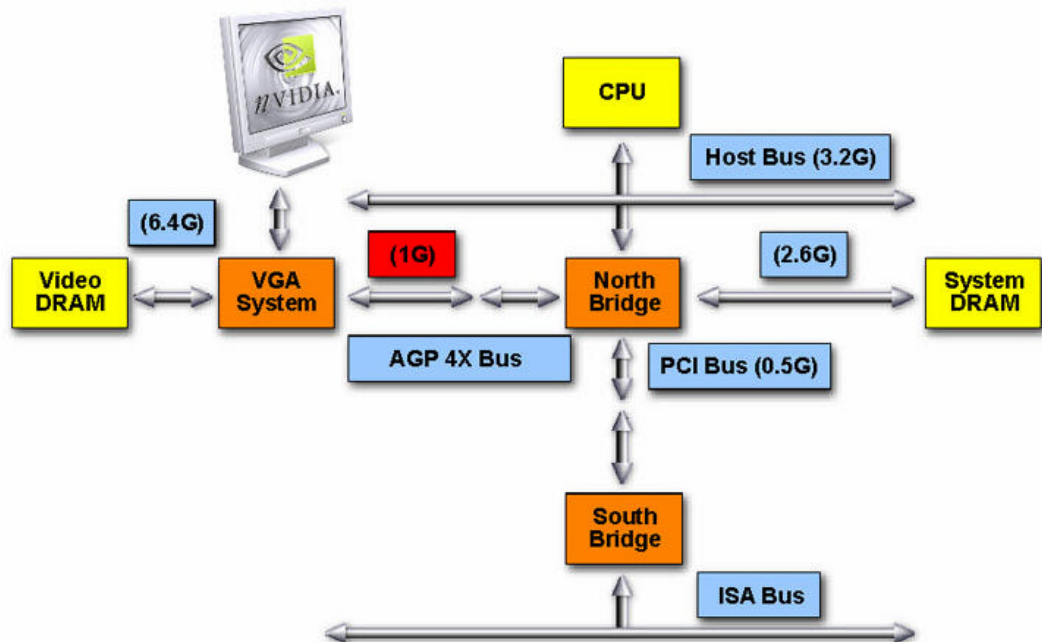 nVIDIA.
CPU
Host Bus (3.2G)
(6.4G)
(1G)
(2.6G)
Video
DRAM
VGA
System
North
Bridge
System
DRAM
AGP 4X Bus
PCI Bus (0.5G)
South
Bridge
ISA Bus